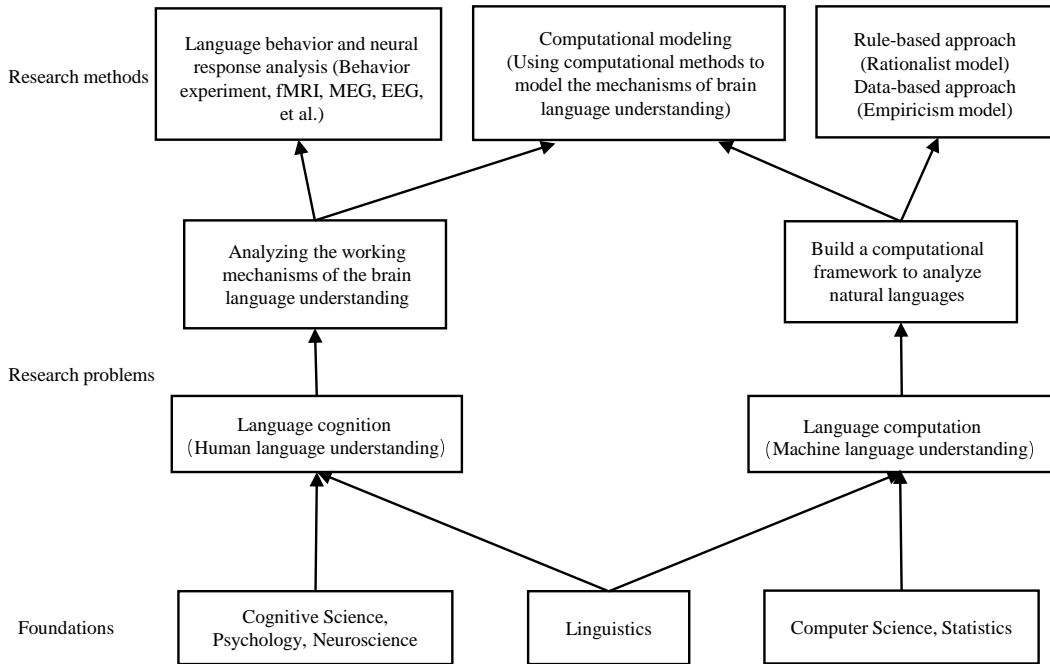 Research methods
Language behavior and neural
response analysis (Behavior
experiment, fMRI, MEG, EEG,
et al.)
Computational modeling
(Using computational methods to
model the mechanisms of brain
language understanding)
Rule-based approach
(Rationalist model)
Data-based approach
(Empiricism model)
Analyzing the working
mechanisms of the brain
language understanding
Build a computational
framework to analyze
natural languages
Research problems
Language cognition
(Human language understanding)
Language computation
(Machine language understanding)
Foundations
Cognitive Science,
Psychology, Neuroscience
Linguistics
Computer Science, Statistics